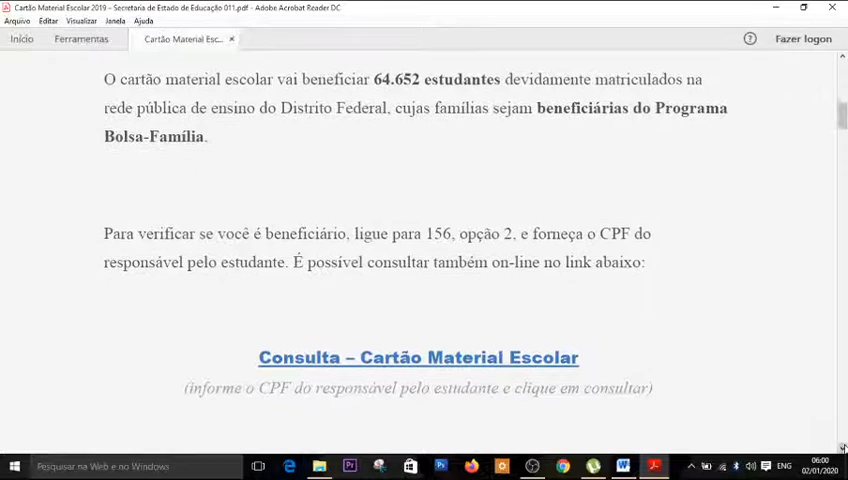 Cartão Material Escolar 2019 – Secretaria de Estado de Educação 011.pdf - Adobe Acrobat Reader DC
Arquivo Editar Visualizar Janela Ajuda
Início Ferramentas Cartão Material Esc... × Fazer logon
O cartão material escolar vai beneficiar 64.652 estudantes devidamente matriculados na
rede pública de ensino do Distrito Federal, cujas famílias sejam beneficiárias do Programa
Bolsa-Família.
Para verificar se você é beneficiário, ligue para 156, opção 2, e forneça o CPF do
responsável pelo estudante. É possível consultar também on-line no link abaixo:
Consulta – Cartão Material Escolar
(informe o CPF do responsável pelo estudante e clique em consultar)
Pesquisar na Web e no Windows
ENG
06:00
02/01/2020